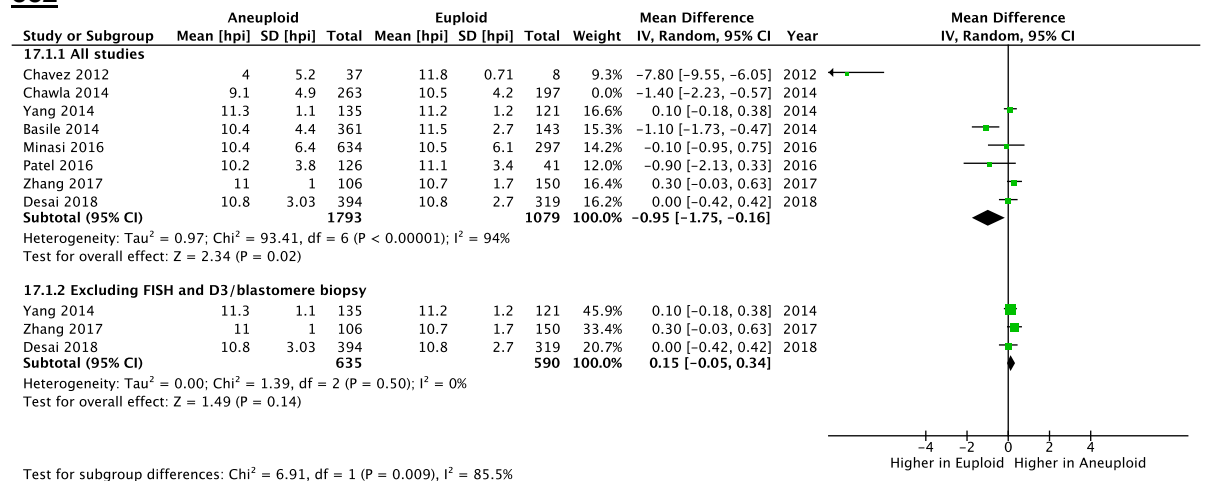 Aneuploid Euploid Mean Difference Mean Difference
Study or Subgroup Mean [hpi] SD [hpi] Total Mean [hpi] SD [hpi] Total Weight IV, Random, 95% CI Year IV, Random, 95% CI
17.1.1 All studies
Chavez 2012 4 5.2 37 11.8 0.71 8 9.3% −7.80 [−9.55, −6.05] 2012
Chawla 2014 9.1 4.9 263 10.5 4.2 197 0.0% −1.40 [−2.23, −0.57] 2014
Yang 2014 11.3 1.1 135 11.2 1.2 121 16.6% 0.10 [−0.18, 0.38] 2014
Basile 2014 10.4 4.4 361 11.5 2.7 143 15.3% −1.10 [−1.73, −0.47] 2014
Minasi 2016 10.4 6.4 634 10.5 6.1 297 14.2% −0.10 [−0.95, 0.75] 2016
Patel 2016 10.2 3.8 126 11.1 3.4 41 12.0% −0.90 [−2.13, 0.33] 2016
Zhang 2017 11 1 106 10.7 1.7 150 16.4% 0.30 [−0.03, 0.63] 2017
Desai 2018 10.8 3.03 394 10.8 2.7 319 16.2% 0.00 [−0.42, 0.42] 2018
Subtotal (95% CI) 1793 1079 100.0% −0.95 [−1.75, −0.16]
Heterogeneity: Tau² = 0.97; Chi² = 93.41, df = 6 (P < 0.00001); I² = 94%
Test for overall effect: Z = 2.34 (P = 0.02)
17.1.2 Excluding FISH and D3/blastomere biopsy
Yang 2014 11.3 1.1 135 11.2 1.2 121 45.9% 0.10 [−0.18, 0.38] 2014
Zhang 2017 11 1 106 10.7 1.7 150 33.4% 0.30 [−0.03, 0.63] 2017
Desai 2018 10.8 3.03 394 10.8 2.7 319 20.7% 0.00 [−0.42, 0.42] 2018
Subtotal (95% CI) 635 590 100.0% 0.15 [−0.05, 0.34]
Heterogeneity: Tau² = 0.00; Chi² = 1.39, df = 2 (P = 0.50); I² = 0%
Test for overall effect: Z = 1.49 (P = 0.14)
−4 −2 0 2 4
Higher in Euploid Higher in Aneuploid
Test for subgroup differences: Chi² = 6.91, df = 1 (P = 0.009), I² = 85.5%